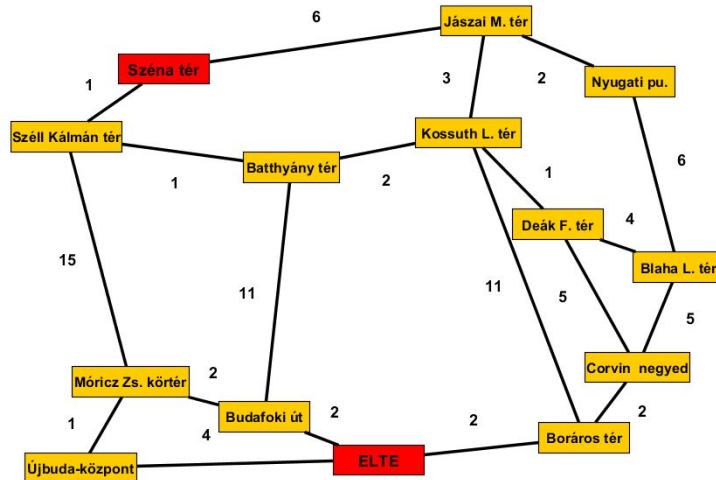 6
Jászai M. tér
Széna tér
1
3
2
Nyugati pu.
Széll Kálmán tér
Kossuth L. tér
Batthyány tér
1
2
1
6
Deák F. tér
4
15
Blaha L. tér
11
11
5
5
Móricz Zs. körtér
2
Corvin negyed
Budafoki út
2
2
2
1
4
Boráros tér
Újbuda-központ
ELTE